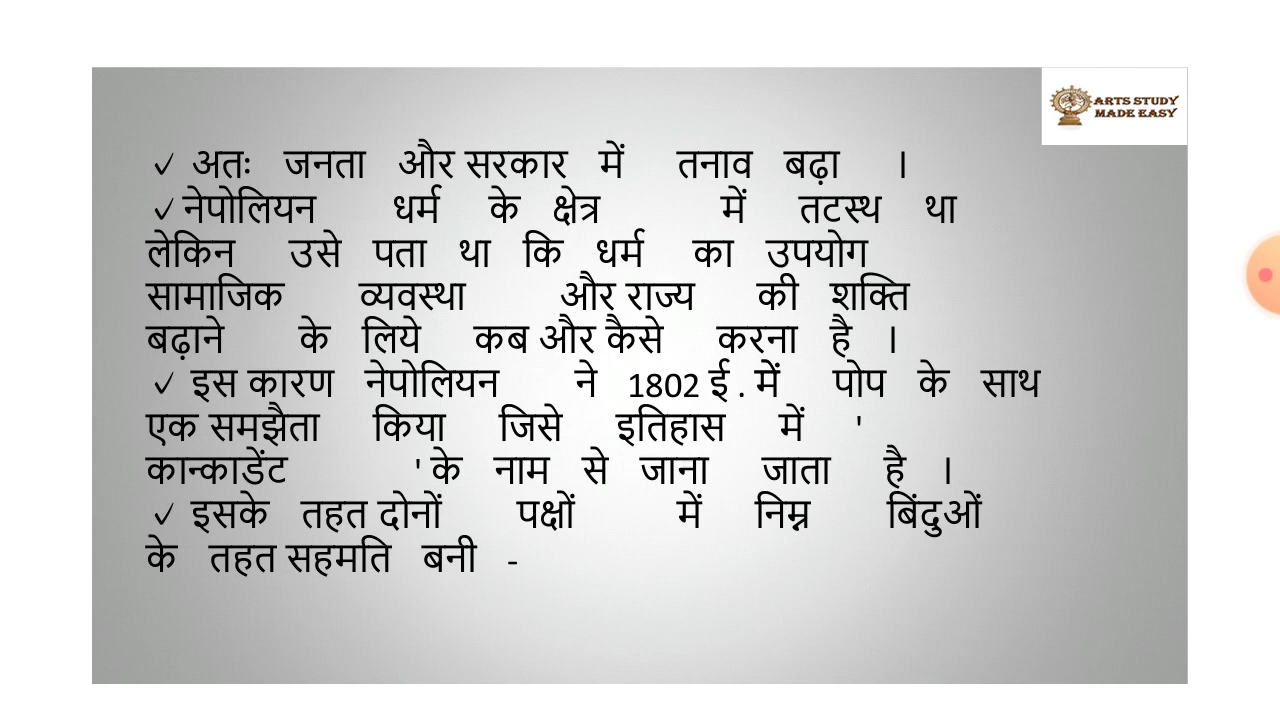 ARTS STUDY
MADE EASY
✓ अतः जनता और सरकार में तनाव बढ़ा ।
✓ नेपोलियन धर्म के क्षेत्र में तटस्थ था
लेकिन उसे पता था कि धर्म का उपयोग
सामाजिक व्यवस्था और राज्य की शक्ति
बढ़ाने के लिये कब और कैसे करना है ।
✓ इस कारण नेपोलियन ने 1802 ई . में पोप के साथ
एक समझैता किया जिसे इतिहास में '
कान्काडेंट ' के नाम से जाना जाता है ।
✓ इसके तहत दोनों पक्षों में निम्न बिंदुओं
के तहत सहमति बनी -